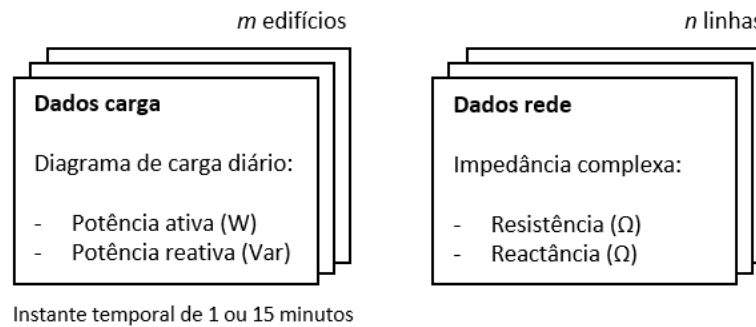 m edifícios
Dados carga
Diagrama de carga diário:
- Potência ativa (W)
- Potência reativa (Var)
Instante temporal de 1 ou 15 minutos
n linhas
Dados rede
Impedância complexa:
- Resistência (Ω)
- Reactância (Ω)